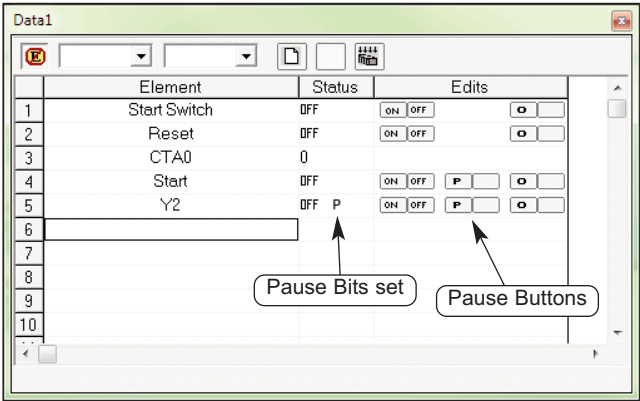 Data1
E
Element Status Edits
1 Start Switch OFF ON OFF O
2 Reset OFF ON OFF O
3 CTA0 0
4 Start OFF ON OFF P O
5 Y2 OFF P ON OFF P O
6
7
8
9
10
Pause Bits set
Pause Buttons